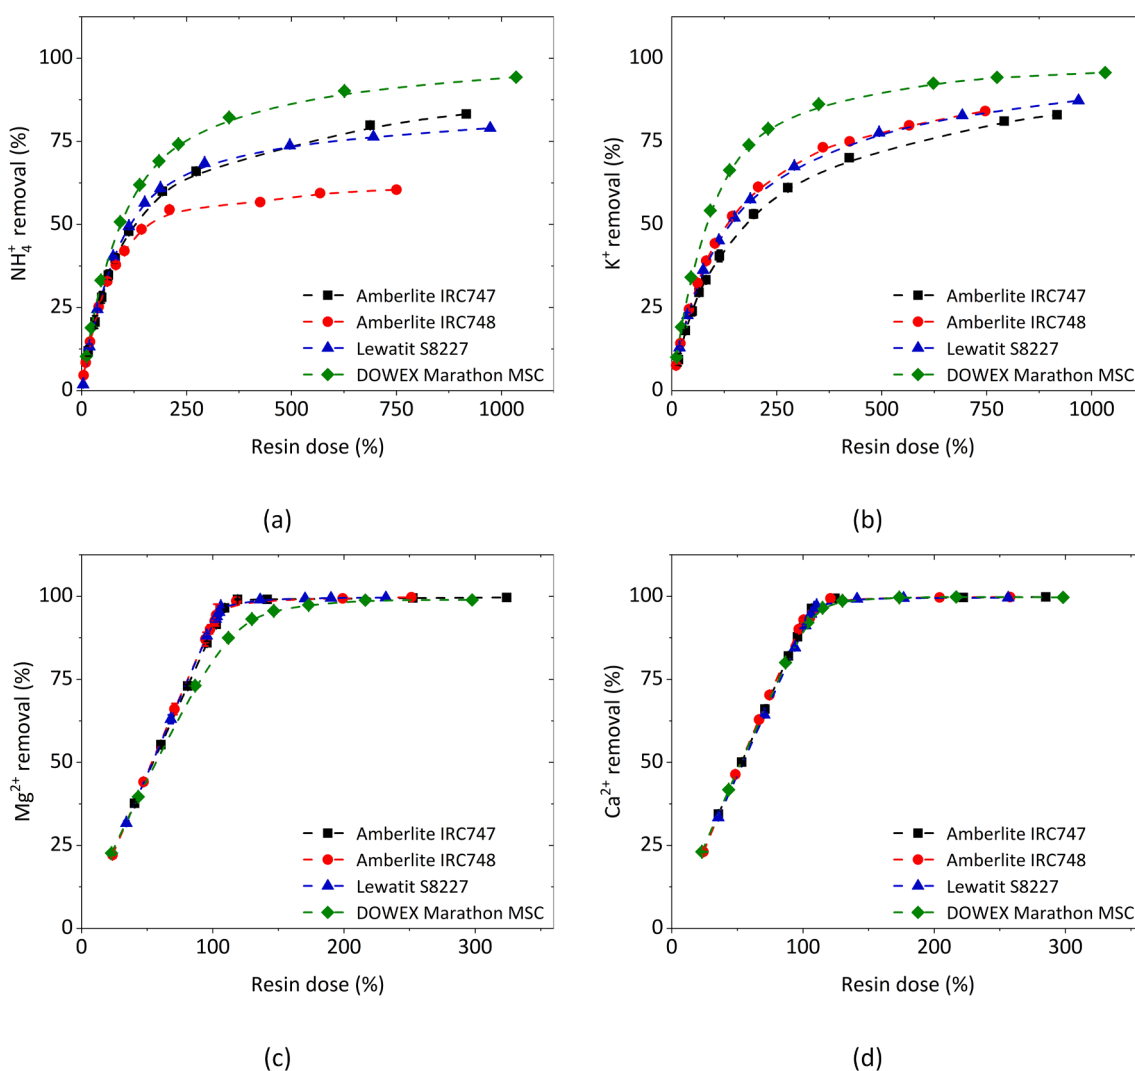 100
75
50
25
0
NH₄⁺ removal (%)
Amberlite IRC747
Amberlite IRC748
Lewatit S8227
DOWEX Marathon MSC
0 250 500 750 1000
Resin dose (%)
(a)
100
75
50
25
0
K⁺ removal (%)
Amberlite IRC747
Amberlite IRC748
Lewatit S8227
DOWEX Marathon MSC
0 250 500 750 1000
Resin dose (%)
(b)
100
75
50
25
0
Mg²⁺ removal (%)
Amberlite IRC747
Amberlite IRC748
Lewatit S8227
DOWEX Marathon MSC
0 100 200 300
Resin dose (%)
(c)
100
75
50
25
0
Ca²⁺ removal (%)
Amberlite IRC747
Amberlite IRC748
Lewatit S8227
DOWEX Marathon MSC
0 100 200 300
Resin dose (%)
(d)